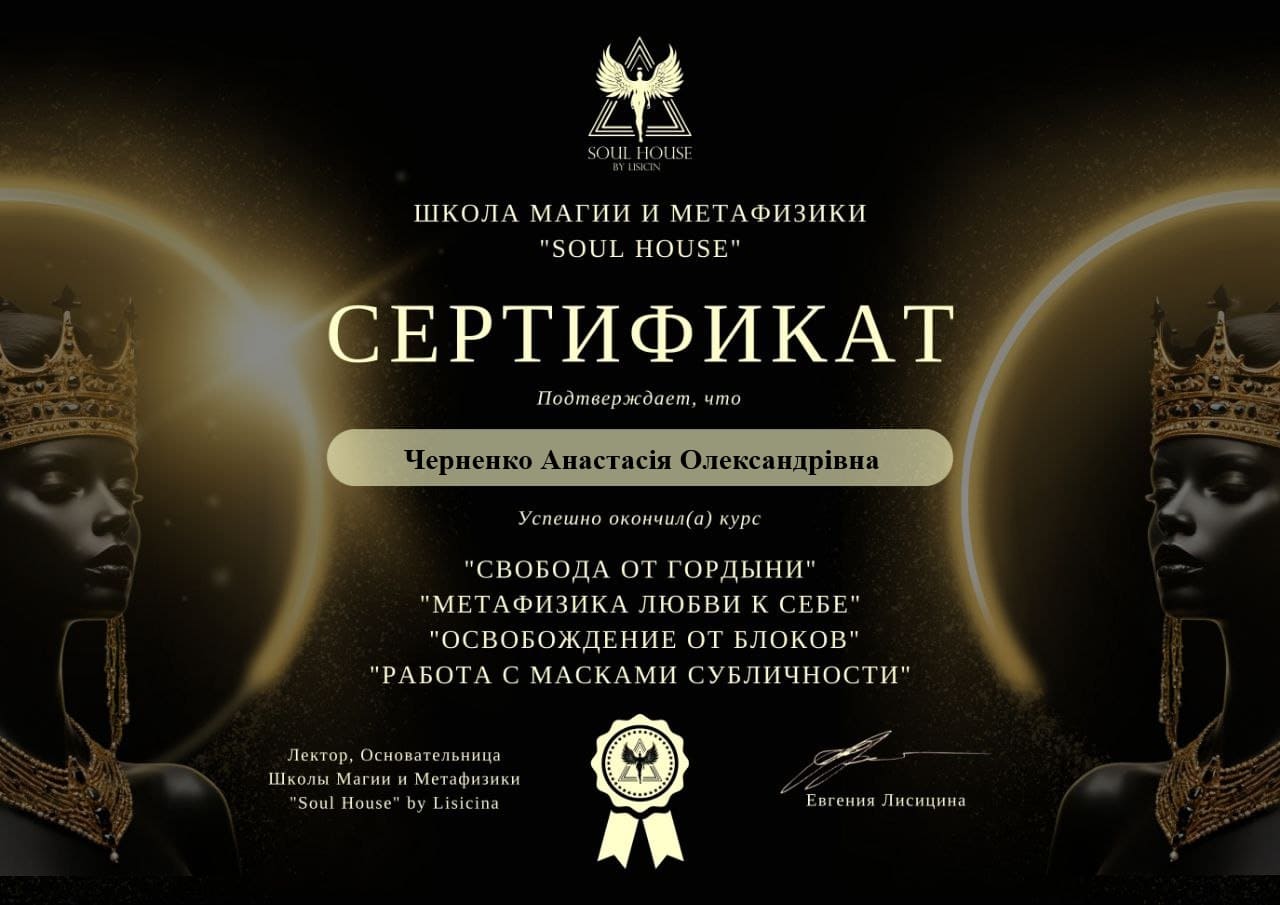 SOUL HOUSE
BY LISICIN
ШКОЛА МАГИИ И МЕТАФИЗИКИ
"SOUL HOUSE"
СЕРТИФИКАТ
Подтверждает, что
Черненко Анастасія Олександрівна
Успешно окончил(а) курс
"СВОБОДА ОТ ГОРДЫНИ"
"МЕТАФИЗИКА ЛЮБВИ К СЕБЕ"
"ОСВОБОЖДЕНИЕ ОТ БЛОКОВ"
"РАБОТА С МАСКАМИ СУБЛИЧНОСТИ"
Лектор, Основательница
Школы Магии и Метафизики
"Soul House" by Lisicina
Евгения Лисицина